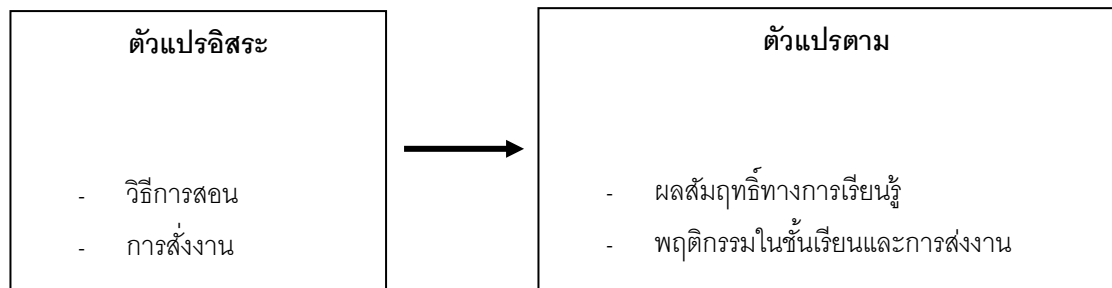 ตัวแปรอิสระ
- วิธีการสอน
- การสั่งงาน
ตัวแปรตาม
- ผลสัมฤทธิ์ทางการเรียนรู้
- พฤติกรรมในชั้นเรียนและการส่งงาน